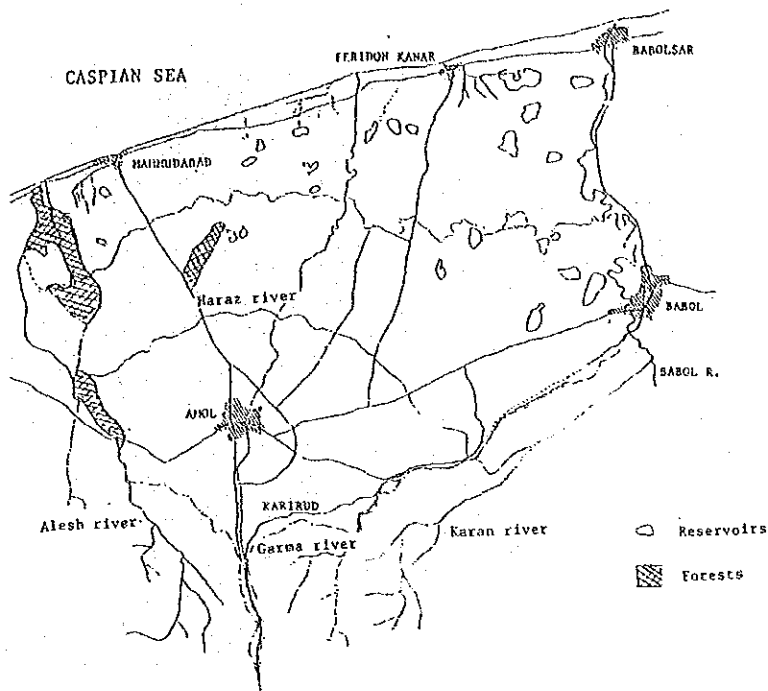 CASPIAN SEA
FERIDON KANAR
BABOLSAR
MAHMUDABAD
Haraz river
BABOL
BABOL R.
AMOL
KARIRUD
Alesh river
Garma river
Karan river
Reservoirs
Forests